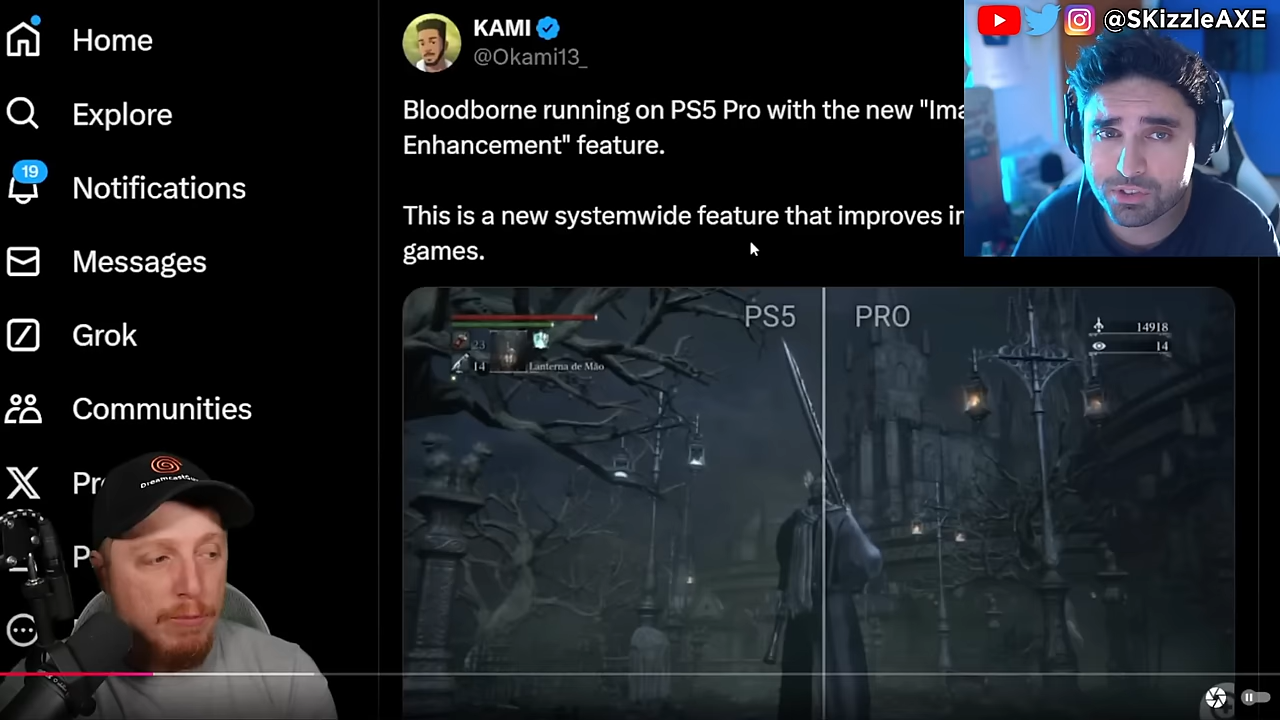 @SKizzleAXE
Home
Explore
19
Notifications
Messages
Grok
Communities
KAMI
@Okami13_
Bloodborne running on PS5 Pro with the new "Ima
Enhancement" feature.
This is a new systemwide feature that improves in
games.
PS5
PRO
23
14
Lanterna de Mão
14918
14